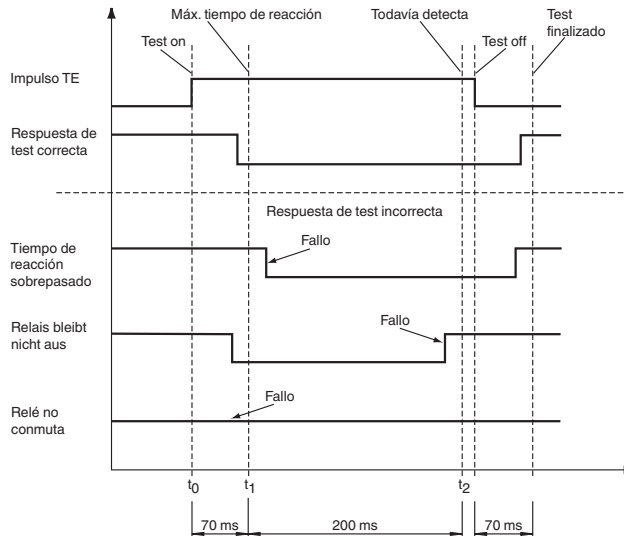 Máx. tiempo de reacción
Todavía detecta
Test
finalizado
Test on
Test off
Impulso TE
Respuesta de
test correcta
Respuesta de test incorrecta
Tiempo de
reacción
sobrepasado
Fallo
Relais bleibt
nicht aus
Fallo
Relé no
conmuta
Fallo
t0
t1
t2
70 ms
200 ms
70 ms